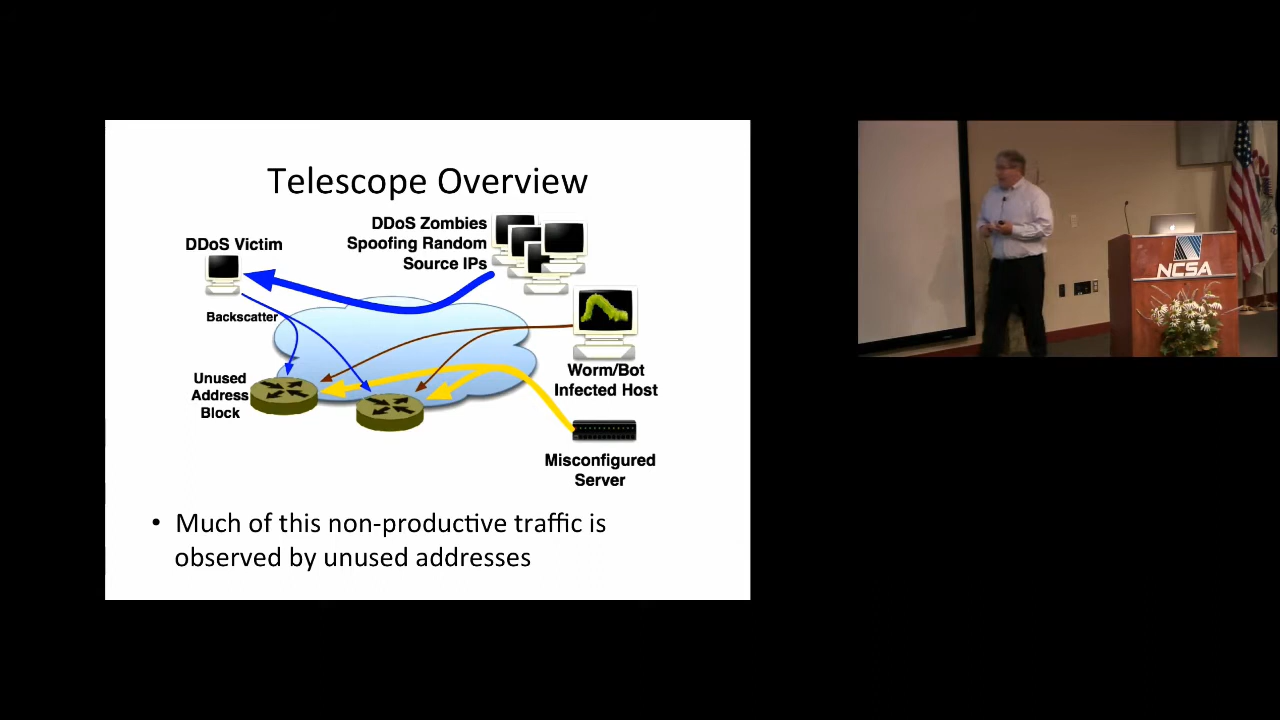 Telescope Overview
DDoS Victim
DDoS Zombies
Spoofing Random
Source IPs
Backscatter
Unused
Address
Block
Worm/Bot
Infected Host
Misconfigured
Server
• Much of this non-productive traffic is
observed by unused addresses
NCSA